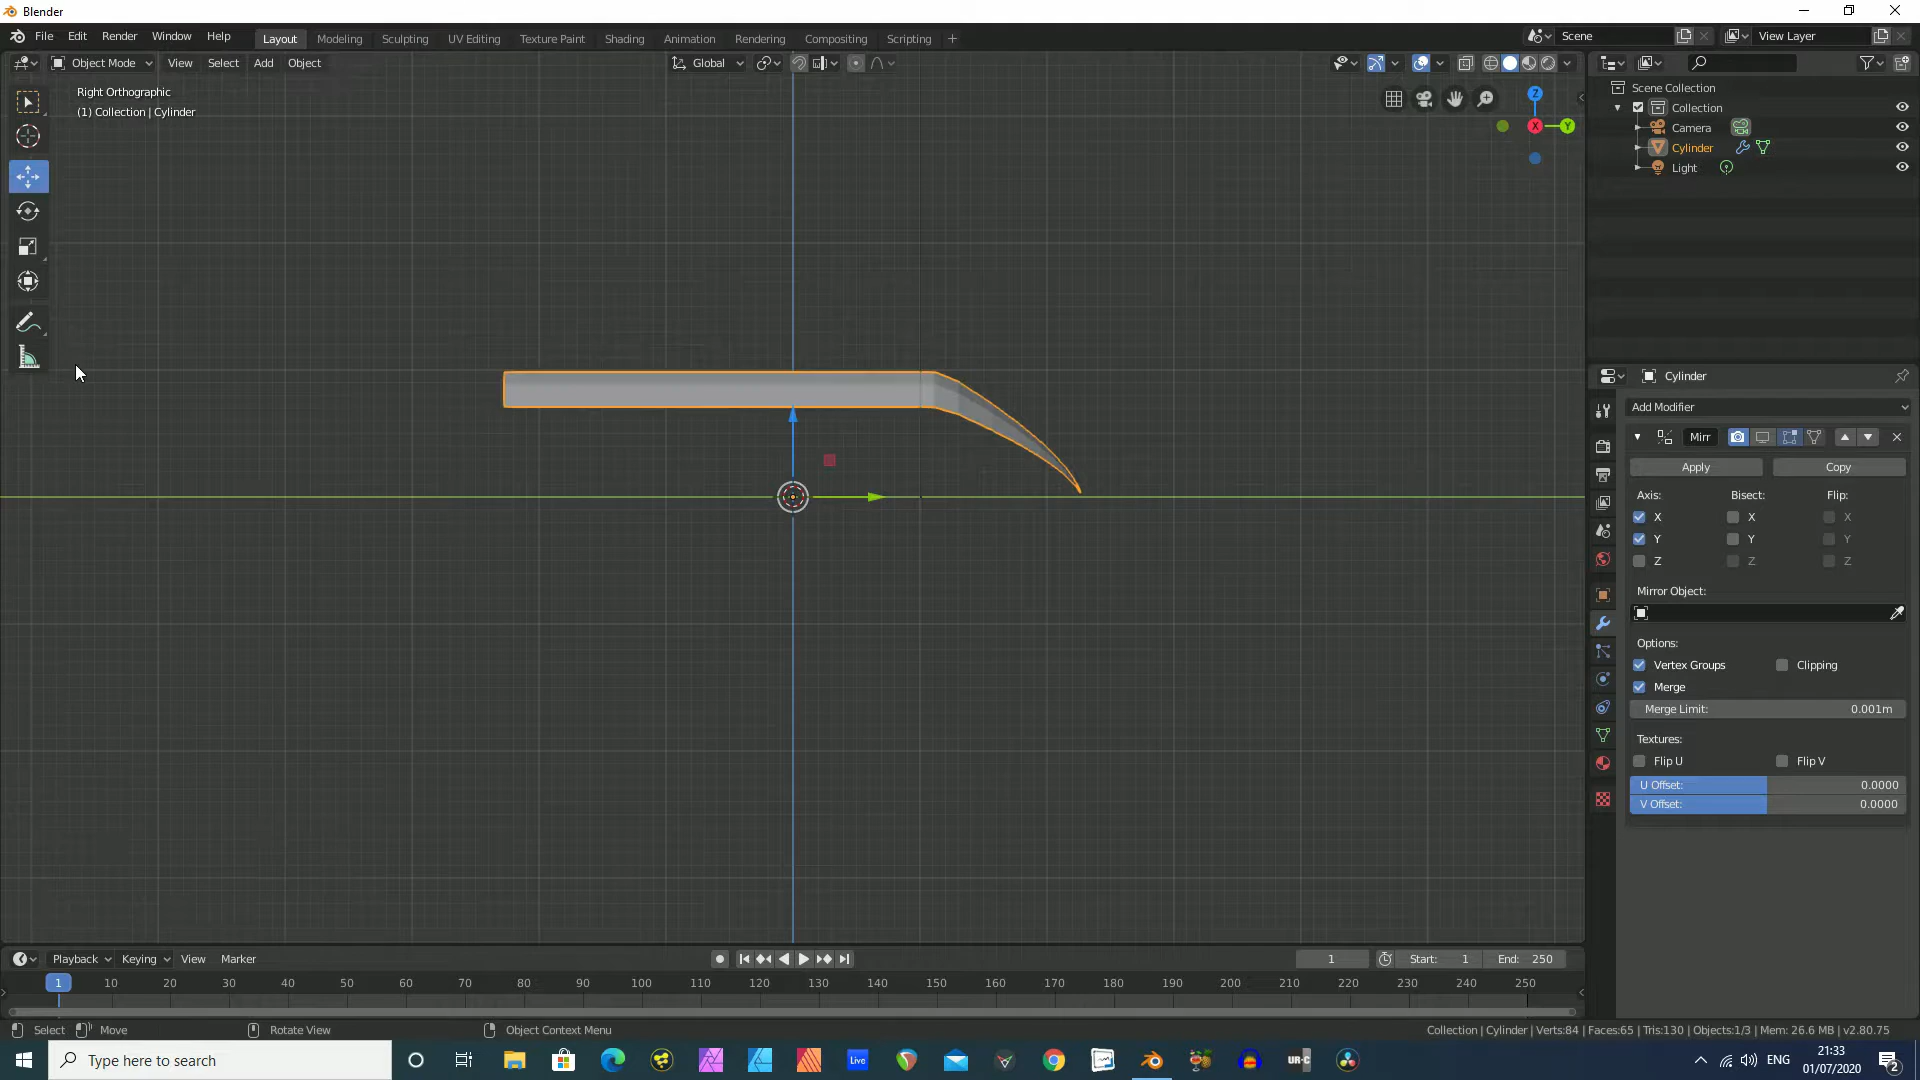 Blender
File Edit Render Window Help
Layout Modeling Sculpting UV Editing Texture Paint Shading Animation Rendering Compositing Scripting +
Scene
View Layer
Object Mode View Select Add Object
Global
Right Orthographic
(1) Collection | Cylinder
Z
X
Y
Scene Collection
Collection
Camera
Cylinder
Light
Cylinder
Add Modifier
Mirr
Apply Copy
Axis: Bisect: Flip:
X X X
Y Y Y
Z Z Z
Mirror Object:
Options:
Vertex Groups Clipping
Merge
Merge Limit: 0.001m
Textures:
Flip U Flip V
U Offset: 0.0000
V Offset: 0.0000
Playback Keying View Marker
1 Start: 1 End: 250
1 10 20 30 40 50 60 70 80 90 100 110 120 130 140 150 160 170 180 190 200 210 220 230 240 250
Select Move Rotate View Object Context Menu
Collection | Cylinder | Verts:84 | Faces:65 | Tris:130 | Objects:1/3 | Mem: 26.6 MB | v2.80.75
Type here to search
Live
UR-C
ENG
21:33
01/07/2020
2